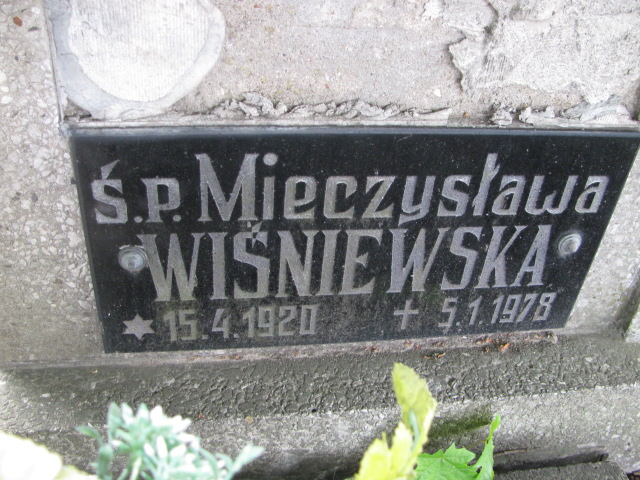 Ś.P. Mieczysława
WIŚNIEWSKA
15.4.1920 + 5.1.1978